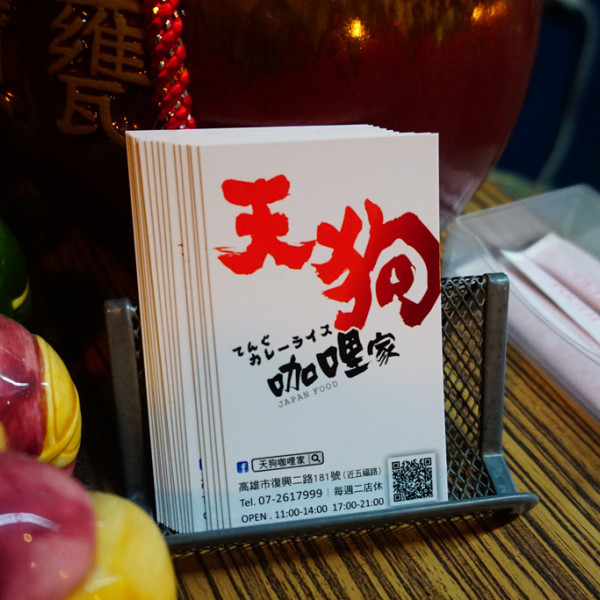 雍
瓦
天狗
てんぐ
カレーライス
咖哩家
JAPAN FOOD
天狗咖哩家
高雄市復興二路181號(近五福路)
Tel. 07-2617999 | 每週二店休
OPEN . 11:00-14:00 17:00-21:00